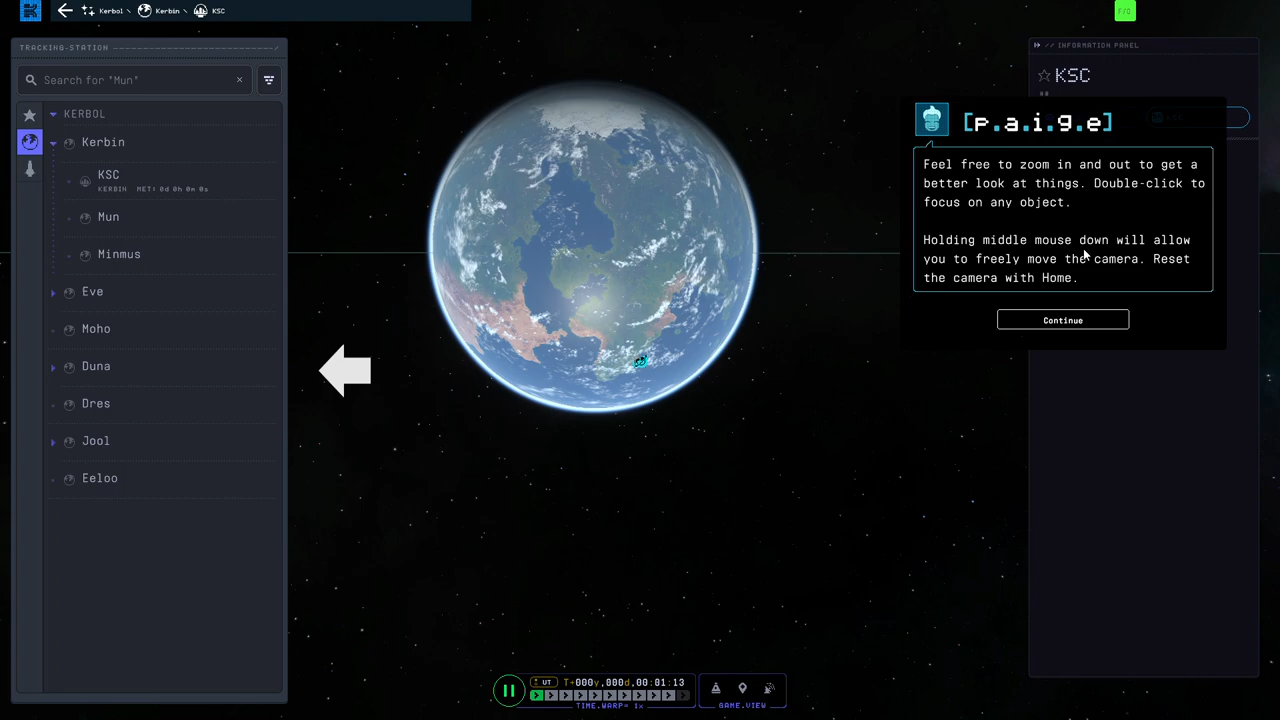 Kerbol
Kerbin
KSC
F/O
TRACKING-STATION
Search for "Mun"
KERBOL
Kerbin
KSC
KERBIN MET: 0d 0h 0m 0s
Mun
Minmus
Eve
Moho
Duna
Dres
Jool
Eeloo
// INFORMATION PANEL
KSC
[p.a.i.g.e]
Feel free to zoom in and out to get a
better look at things. Double-click to
focus on any object.
Holding middle mouse down will allow
you to freely move the camera. Reset
the camera with Home.
Continue
UT T+000y,000d,00:01:13
TIME.WARP= 1x
GAME.VIEW